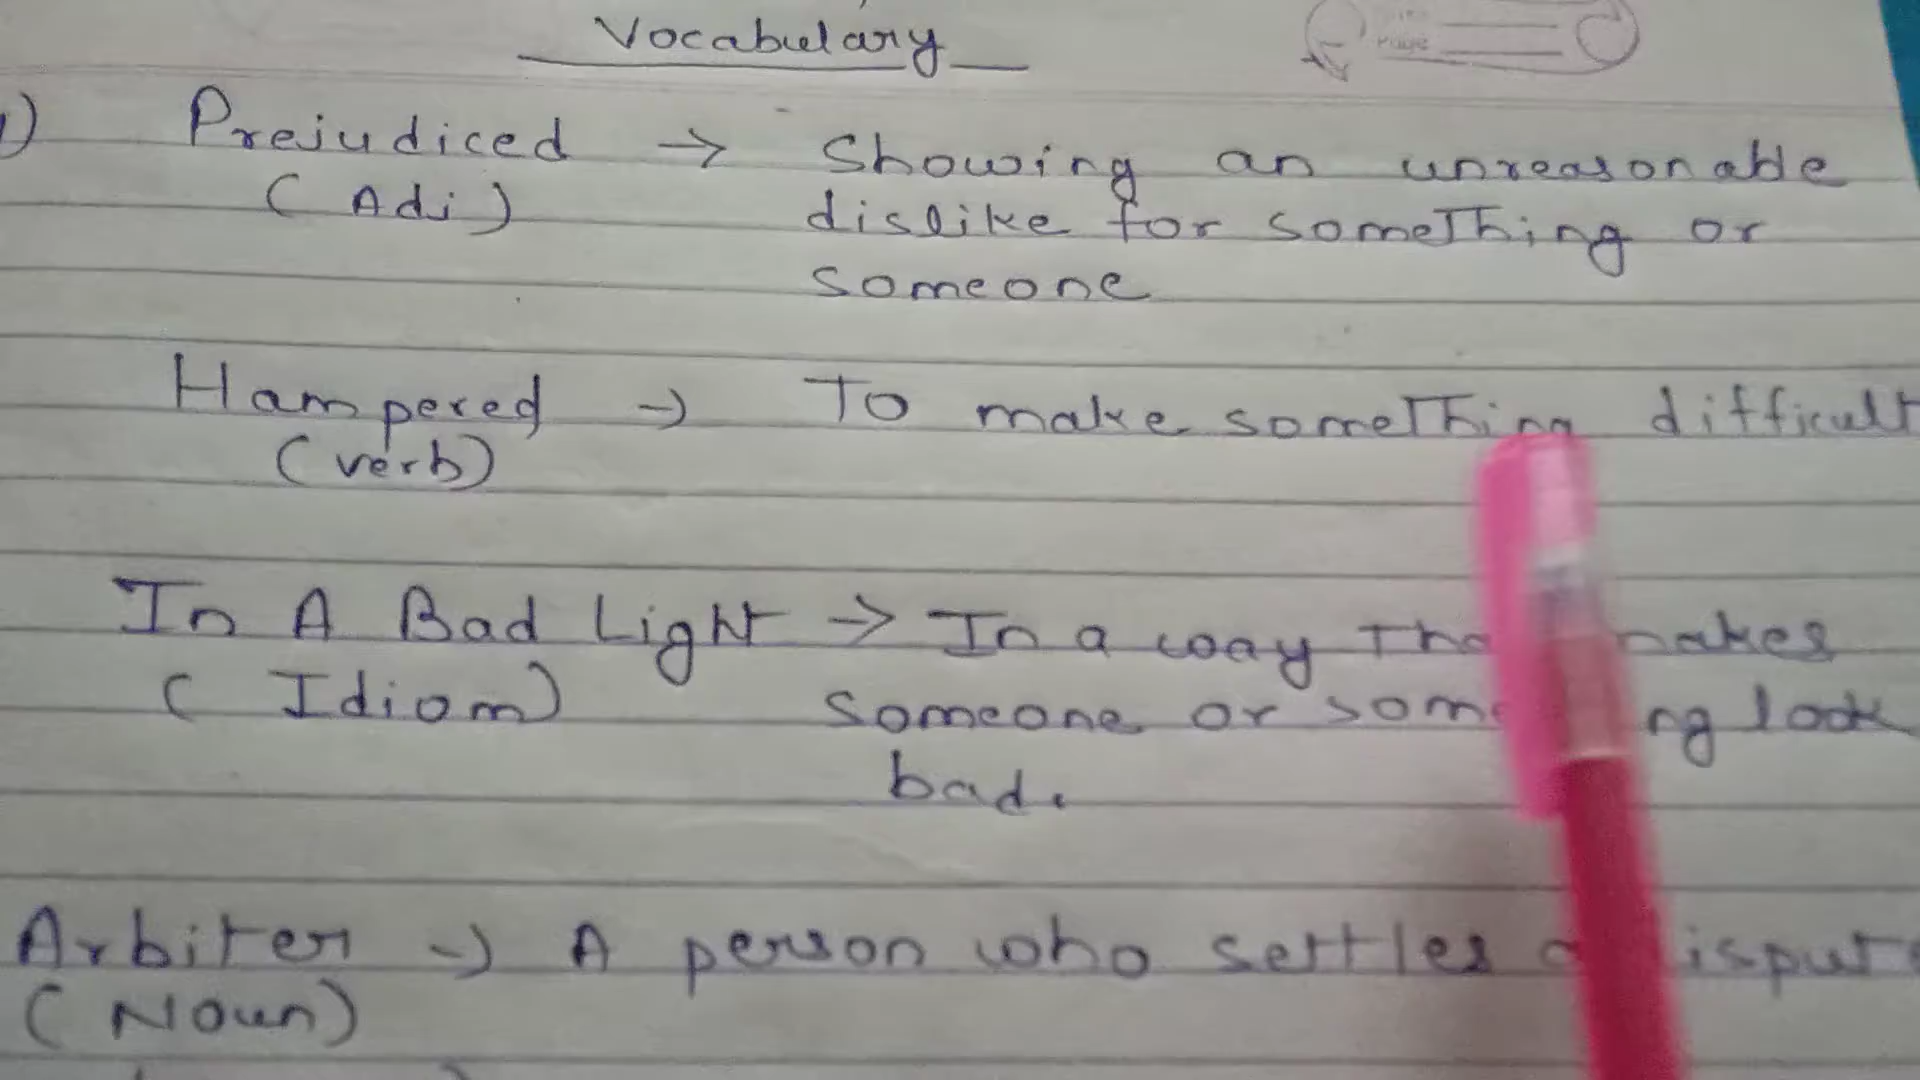 Vocabulary
Page
1) Prejudiced → Showing an unreasonable
(Adj) dislike for something or
someone
Hampered → To make something difficult
(verb)
In A Bad Light → In a way makes
(Idiom) someone or look
bad.
Arbiter → A person who settles
(Noun)